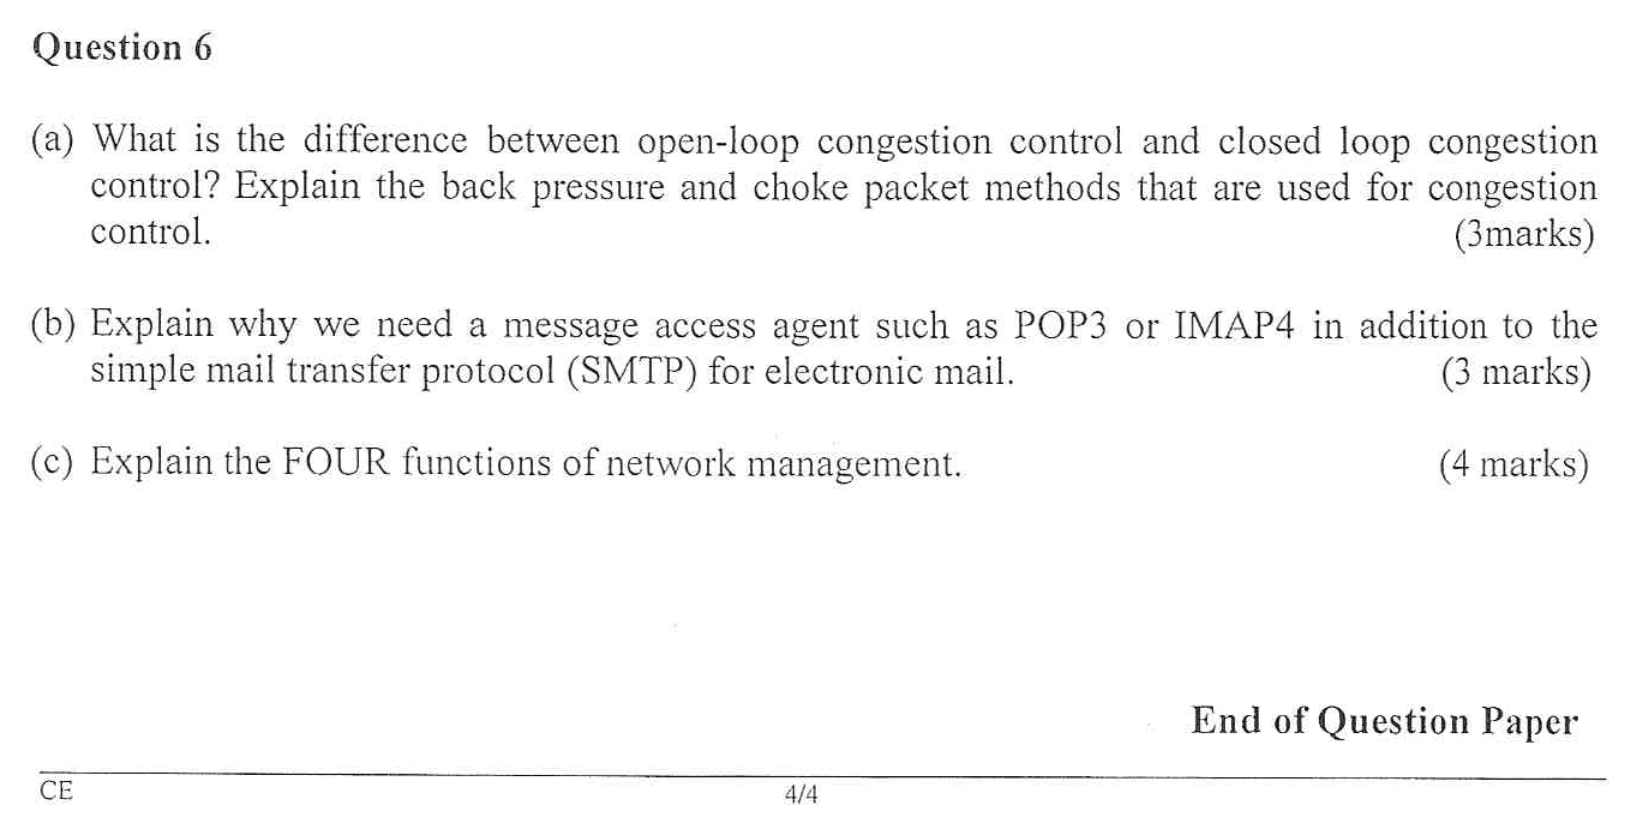 Question 6
(a) What is the difference between open-loop congestion control and closed loop congestion
control? Explain the back pressure and choke packet methods that are used for congestion
control. (3marks)
(b) Explain why we need a message access agent such as POP3 or IMAP4 in addition to the
simple mail transfer protocol (SMTP) for electronic mail. (3 marks)
(c) Explain the FOUR functions of network management. (4 marks)
End of Question Paper
CE 4/4